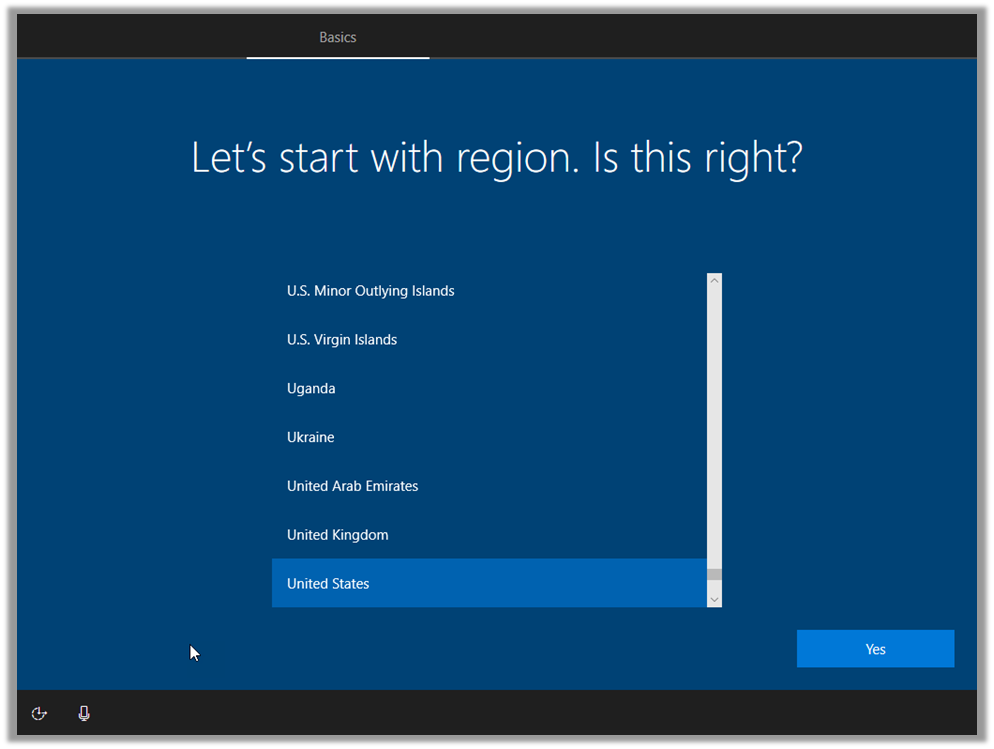 Basics
Let's start with region. Is this right?
U.S. Minor Outlying Islands
U.S. Virgin Islands
Uganda
Ukraine
United Arab Emirates
United Kingdom
United States
Yes